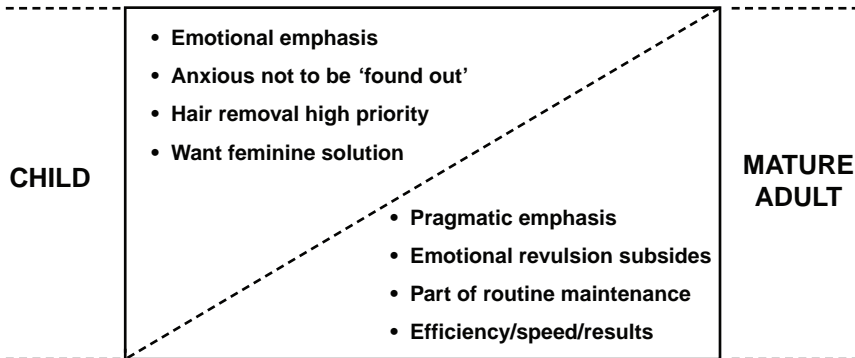 • Emotional emphasis
• Anxious not to be ‘found out’
• Hair removal high priority
• Want feminine solution
CHILD
MATURE
ADULT
• Pragmatic emphasis
• Emotional revulsion subsides
• Part of routine maintenance
• Efficiency/speed/results